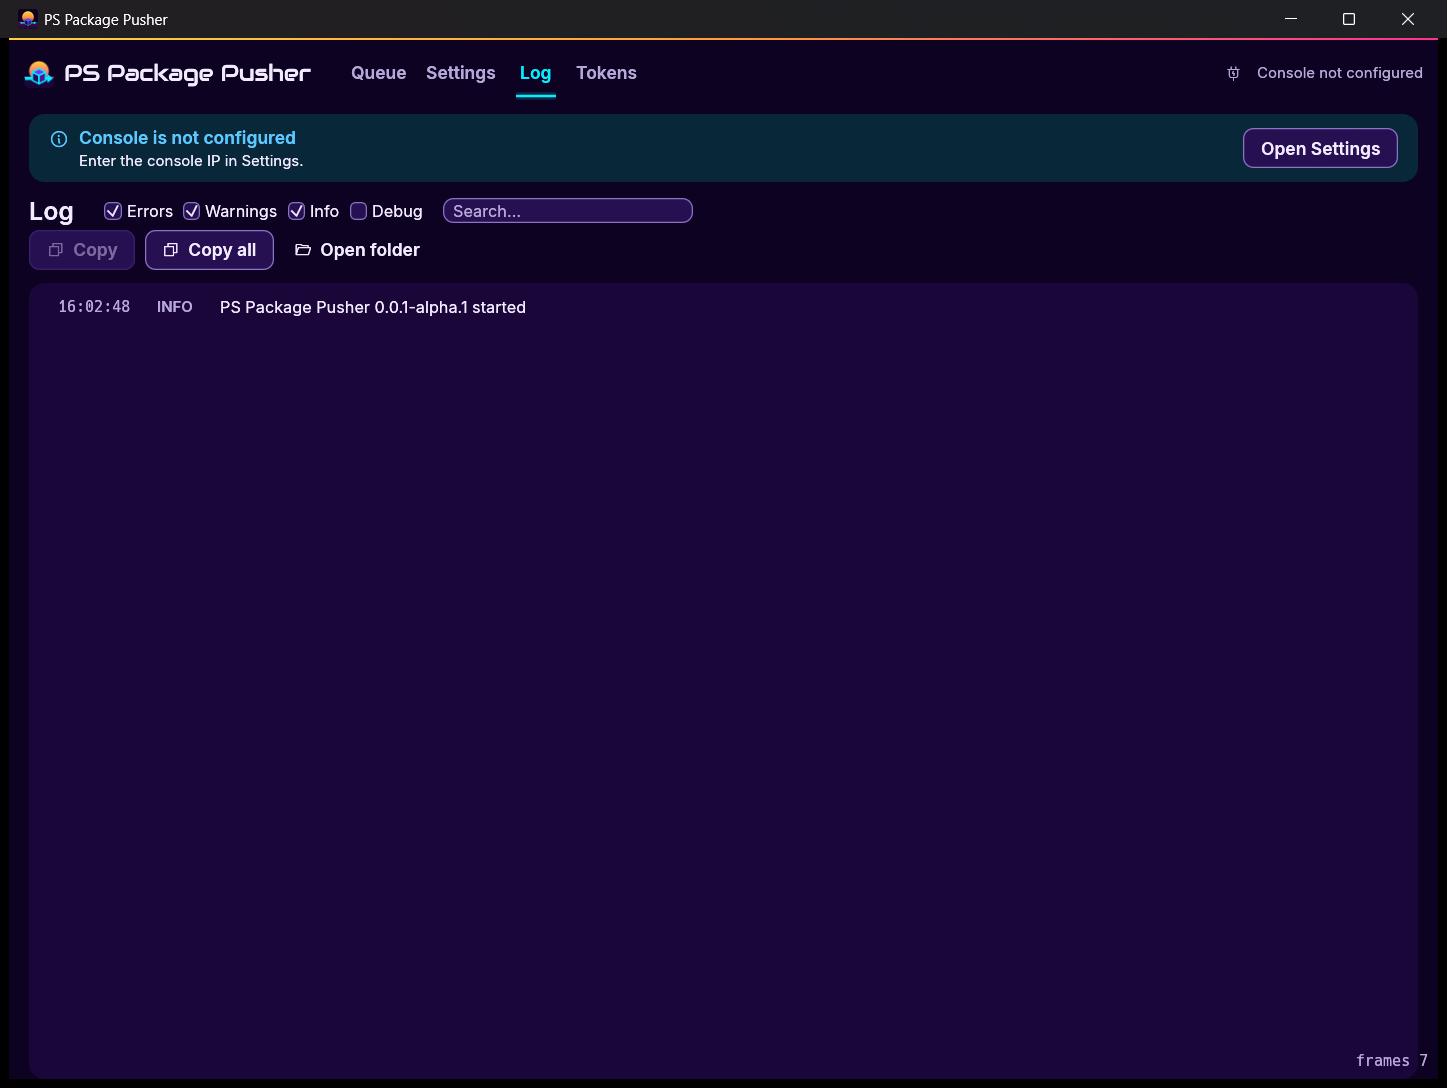 PS Package Pusher
PS Package Pusher Queue Settings Log Tokens Console not configured
Console is not configured
Enter the console IP in Settings.
Open Settings
Log Errors Warnings Info Debug Search...
Copy Copy all Open folder
16:02:48 INFO PS Package Pusher 0.0.1-alpha.1 started
frames 7